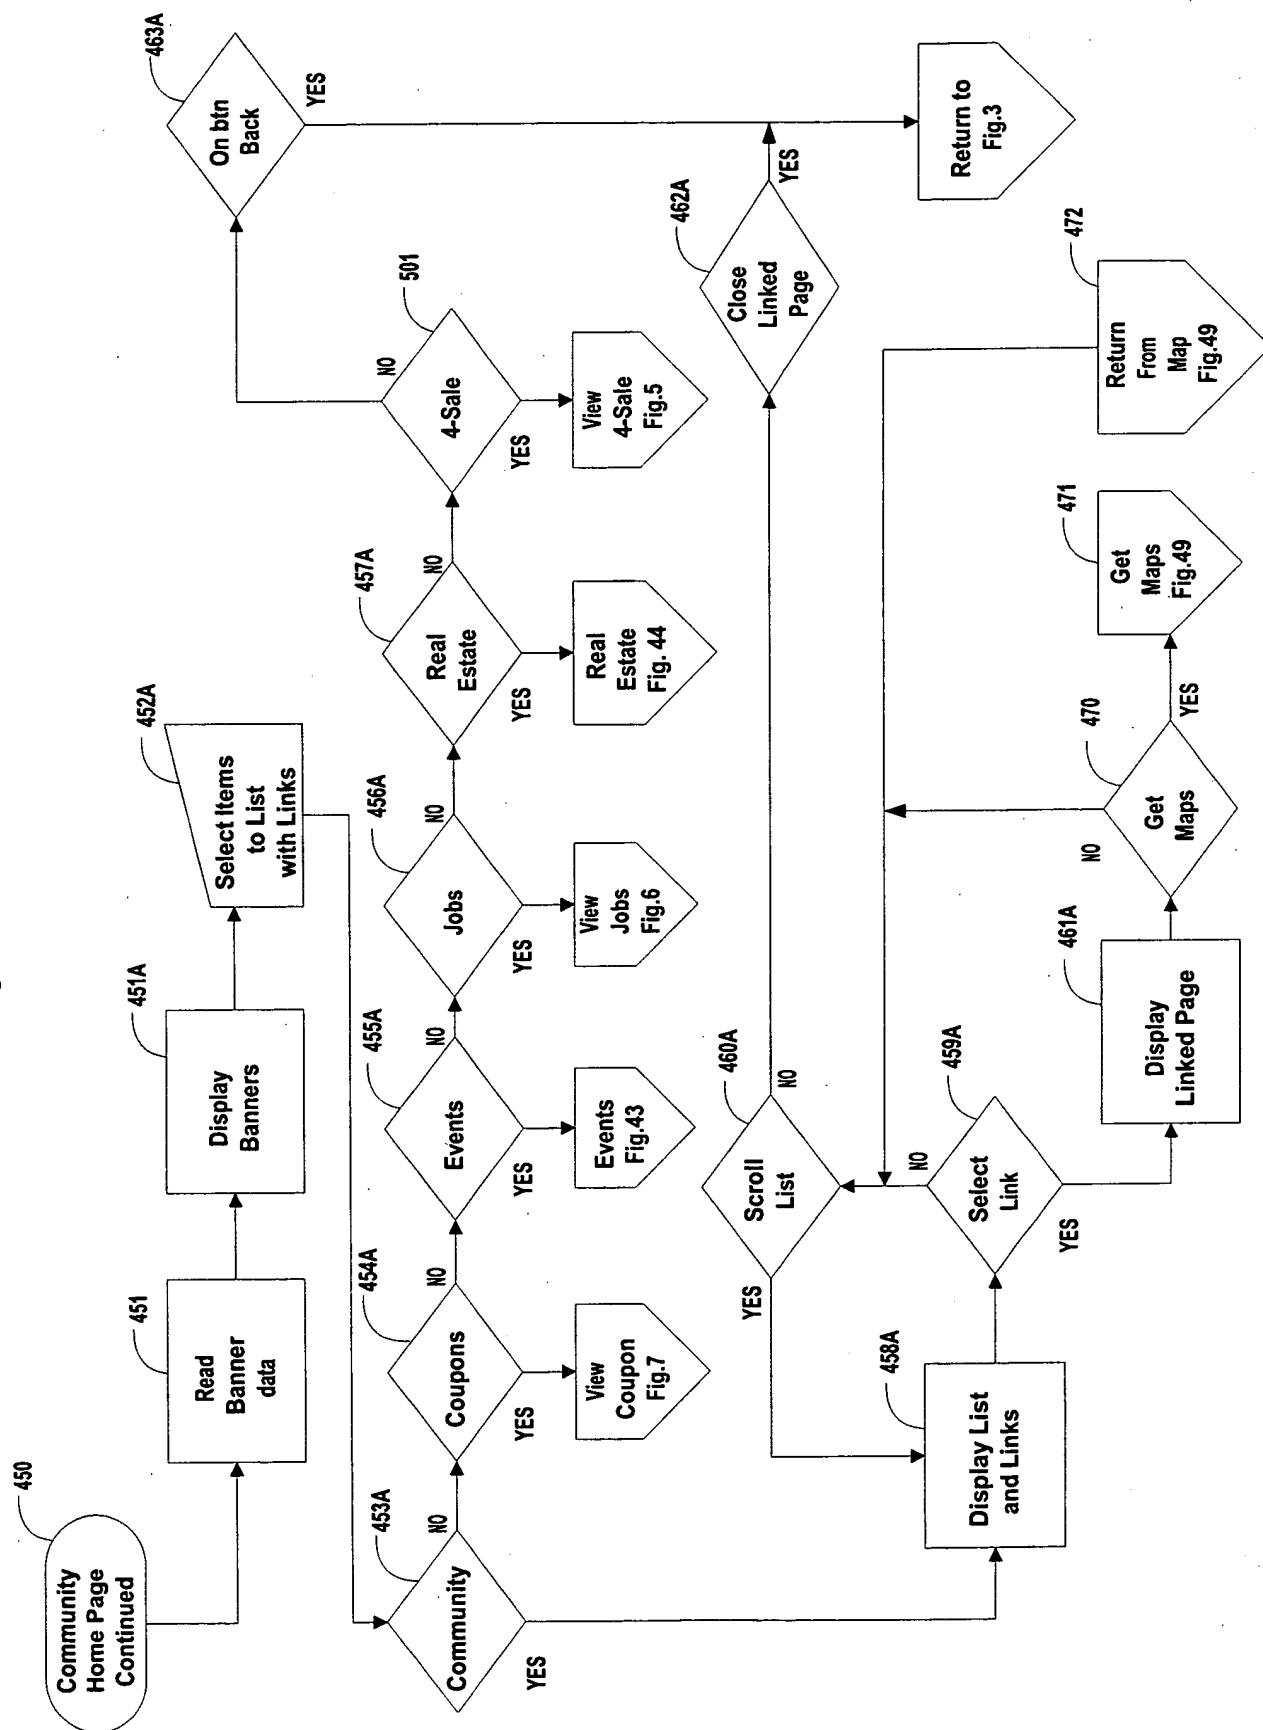 450
Community
Home Page
Continued
451
Read
Banner
data
451A
Display
Banners
452A
Select Items
to List
with Links
453A
Community
NO
YES
454A
Coupons
NO
YES
View
Coupon
Fig.7
455A
Events
NO
YES
Events
Fig.43
456A
Jobs
NO
YES
View
Jobs
Fig.6
457A
Real
Estate
NO
YES
Real
Estate
Fig. 44
501
4-Sale
NO
YES
View
4-Sale
Fig.5
463A
On btn
Back
YES
458A
Display List
and Links
459A
Select
Link
NO
YES
460A
Scroll
List
YES
NO
462A
Close
Linked
Page
YES
Return to
Fig.3
461A
Display
Linked Page
470
Get
Maps
NO
YES
471
Get
Maps
Fig.49
472
Return
From
Map
Fig.49